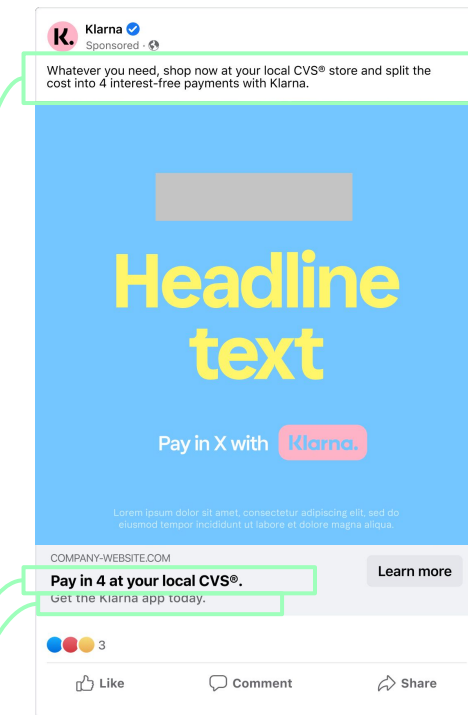 K.
Klarna
Sponsored ·
Whatever you need, shop now at your local CVS® store and split the
cost into 4 interest-free payments with Klarna.
Headline
text
Pay in X with Klarna.
Lorem ipsum dolor sit amet, consectetur adipiscing elit, sed do
eiusmod tempor incididunt ut labore et dolore magna aliqua.
COMPANY-WEBSITE.COM
Pay in 4 at your local CVS®.
Learn more
Get the Klarna app today.
3
Like Comment Share